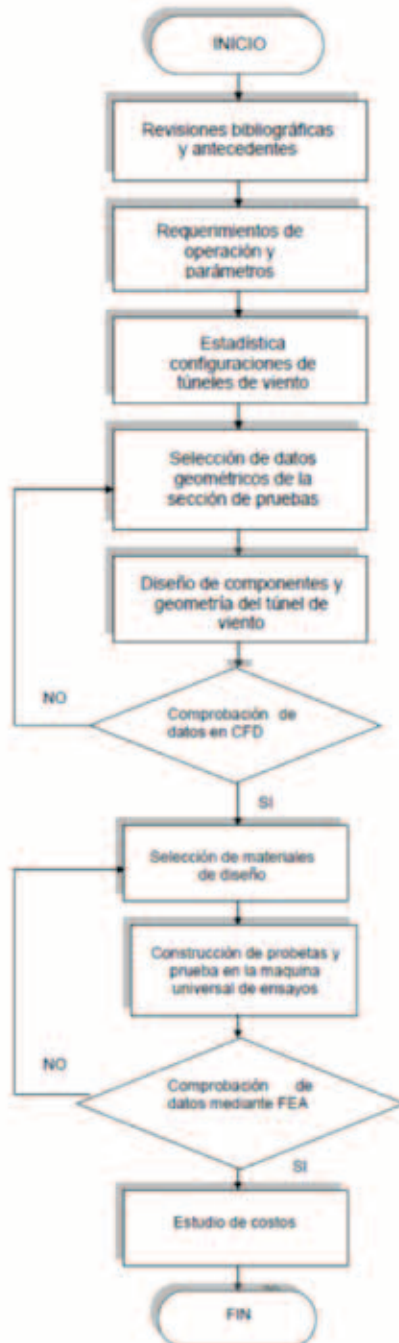 INICIO
Revisiones bibliográficas
y antecedentes
Requerimientos de
operación y
parámetros
Estadística
configuraciones de
túneles de viento
Selección de datos
geométricos de la
sección de pruebas
Diseño de componentes y
geometría del túnel de
viento
NO
Comprobación de
datos en CFD
SI
Selección de materiales
de diseño
Construcción de probetas y
prueba en la maquina
universal de ensayos
NO
Comprobación de
datos mediante FEA
SI
Estudio de costos
FIN